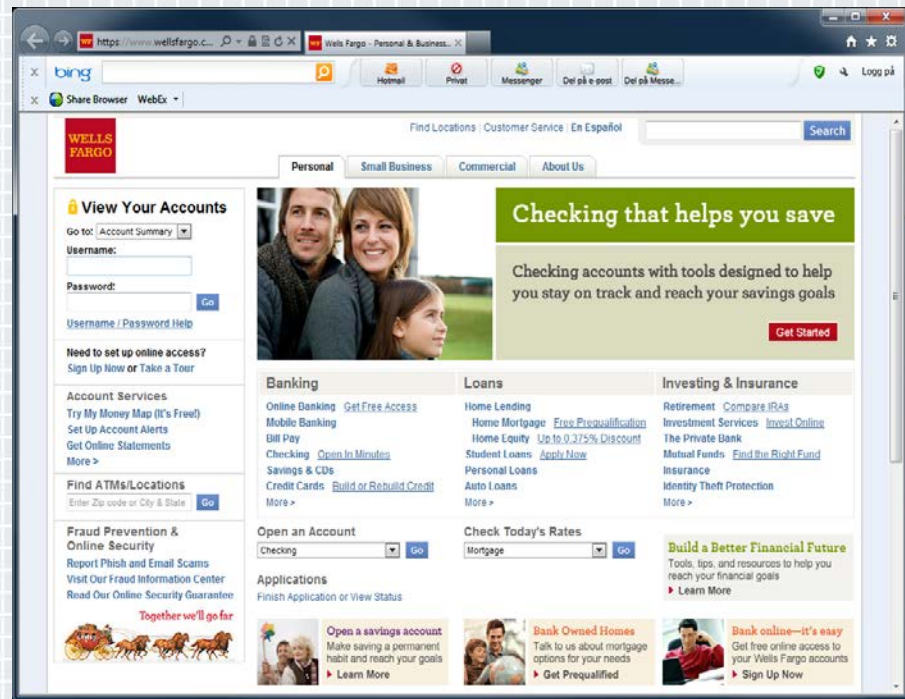 https://www.wellsfargo.c...
Wells Fargo - Personal & Business...
bing
Hotmail
Privat
Messenger
Del på e-post
Del på Messe...
Logg på
Share Browser
WebEx
WELLS
FARGO
Find Locations | Customer Service | En Español
Search
Personal
Small Business
Commercial
About Us
View Your Accounts
Go to: Account Summary
Username:
Password:
Go
Username / Password Help
Need to set up online access?
Sign Up Now or Take a Tour
Account Services
Try My Money Map (It's Free!)
Set Up Account Alerts
Get Online Statements
More >
Find ATMs/Locations
Enter Zip code or City & State
Go
Fraud Prevention &
Online Security
Report Phish and Email Scams
Visit Our Fraud Information Center
Read Our Online Security Guarantee
Together we'll go far
Checking that helps you save
Checking accounts with tools designed to help
you stay on track and reach your savings goals
Get Started
Banking
Online Banking Get Free Access
Mobile Banking
Bill Pay
Checking Open In Minutes
Savings & CDs
Credit Cards Build or Rebuild Credit
More >
Loans
Home Lending
Home Mortgage Free Prequalification
Home Equity Up to 0.375% Discount
Student Loans Apply Now
Personal Loans
Auto Loans
More >
Investing & Insurance
Retirement Compare IRAs
Investment Services Invest Online
The Private Bank
Mutual Funds Find the Right Fund
Insurance
Identity Theft Protection
More >
Open an Account
Checking
Go
Check Today's Rates
Mortgage
Go
Applications
Finish Application or View Status
Build a Better Financial Future
Tools, tips, and resources to help you
reach your financial goals
Learn More
Open a savings account
Make saving a permanent
habit and reach your goals
Learn More
Bank Owned Homes
Talk to us about mortgage
options for your needs
Get Prequalified
Bank online—it's easy
Get free online access to
your Wells Fargo accounts
Sign Up Now